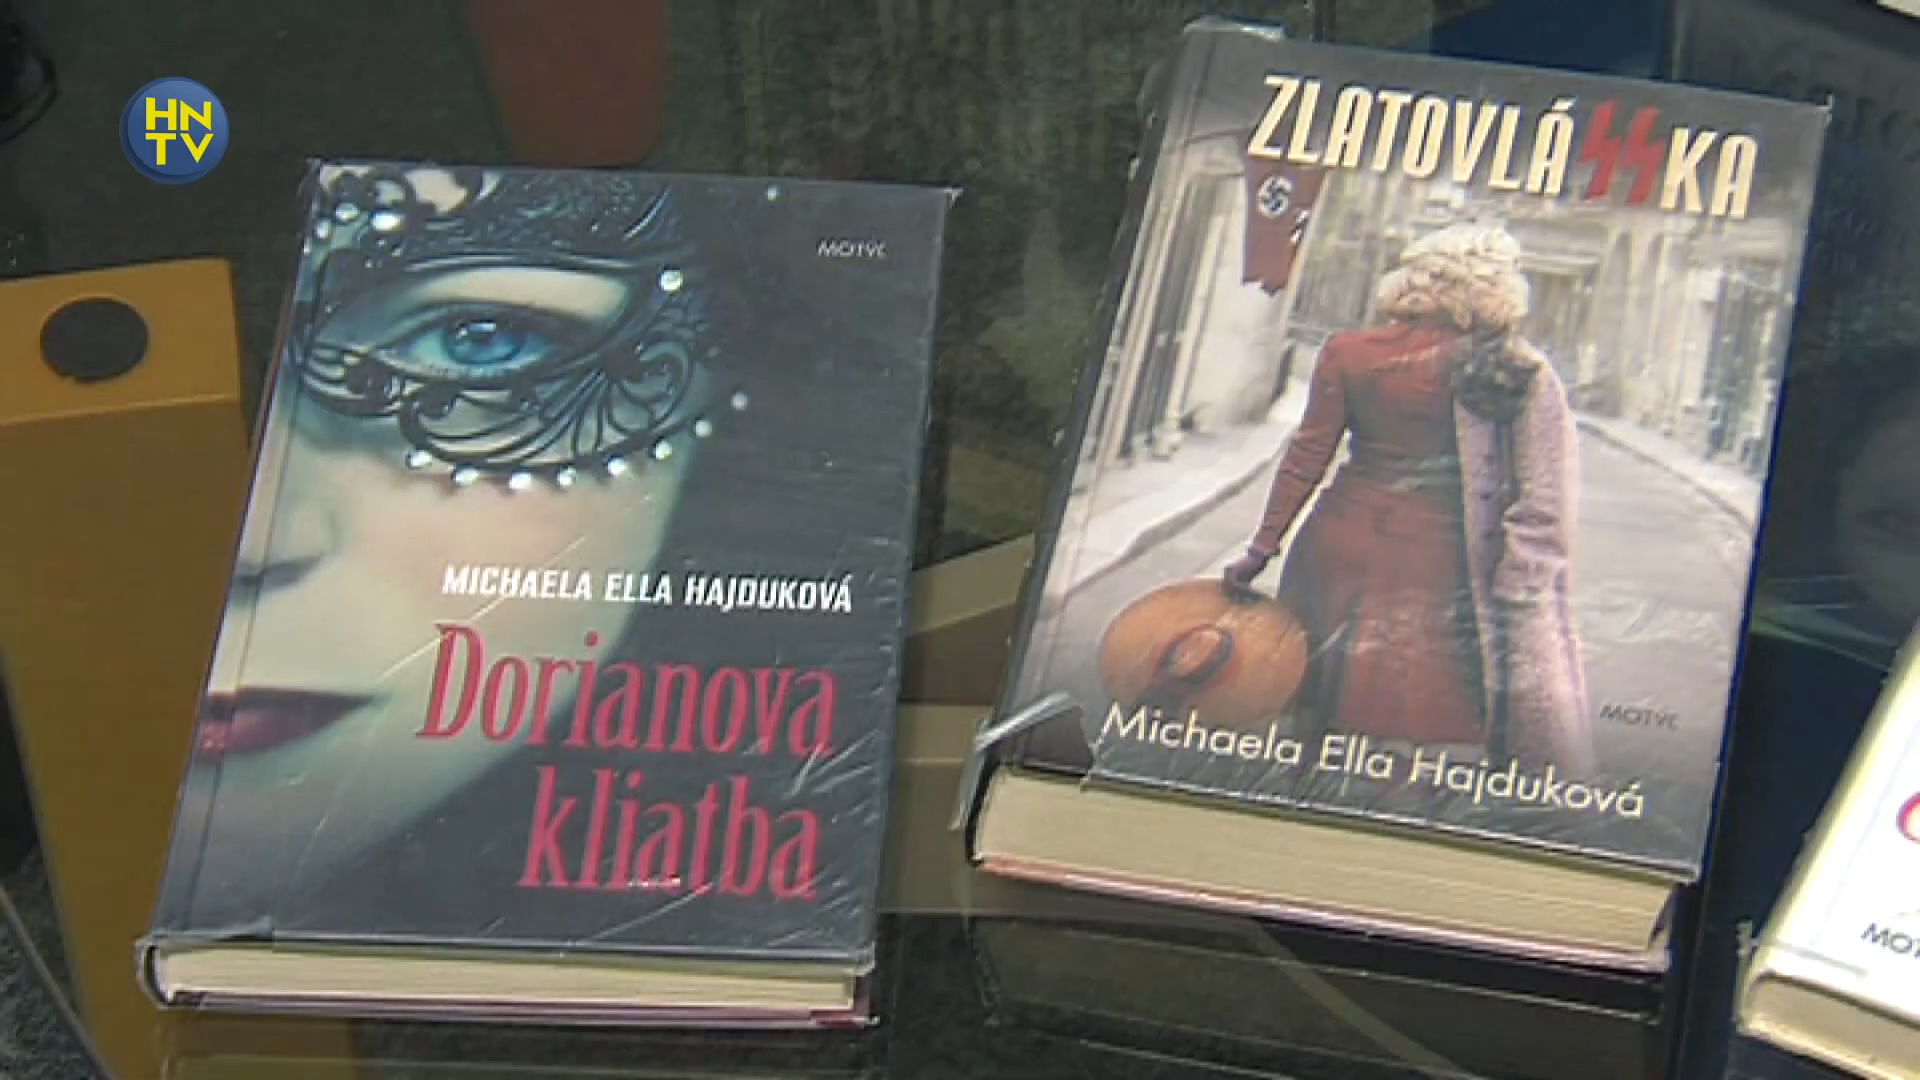 HN
TV
MOTÝĽ
MICHAELA ELLA HAJDUKOVÁ
Dorianova
kliatba
ZLATOVLÁSSKA
MOTÝĽ
Michaela Ella Hajduková